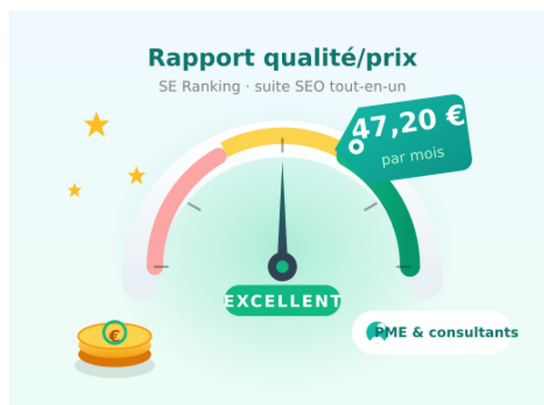 Rapport qualité/prix
SE Ranking · suite SEO tout-en-un
47,20 €
par mois
EXCELLENT
€
PME & consultants